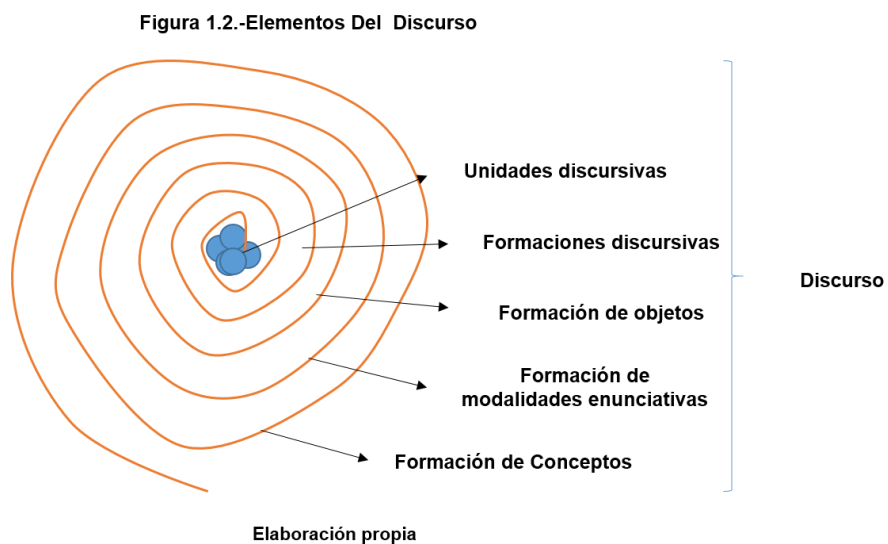 Figura 1.2.-Elementos Del Discurso
Unidades discursivas
Formaciones discursivas
Formación de objetos
Formación de
modalidades enunciativas
Formación de Conceptos
Discurso
Elaboración propia